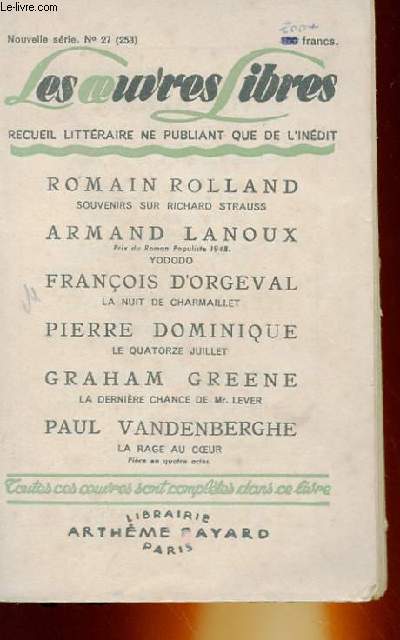 Le-livre.com
Nouvelle série. No 27 (253)
francs.
Les œuvres Libres
RECUEIL LITTÉRAIRE NE PUBLIANT QUE DE L'INÉDIT
ROMAIN ROLLAND
SOUVENIRS SUR RICHARD STRAUSS
ARMAND LANOUX
Prix du Roman Populiste 1948.
YODODO
FRANÇOIS D'ORGEVAL
LA NUIT DE CHARMAILLET
PIERRE DOMINIQUE
LE QUATORZE JUILLET
GRAHAM GREENE
LA DERNIÈRE CHANCE DE Mr. LEVER
PAUL VANDENBERGHE
LA RAGE AU CŒUR
Pièce en quatre actes.
Toutes ces œuvres sont complètes dans ce livre
LIBRAIRIE
ARTHÈME FAYARD
PARIS